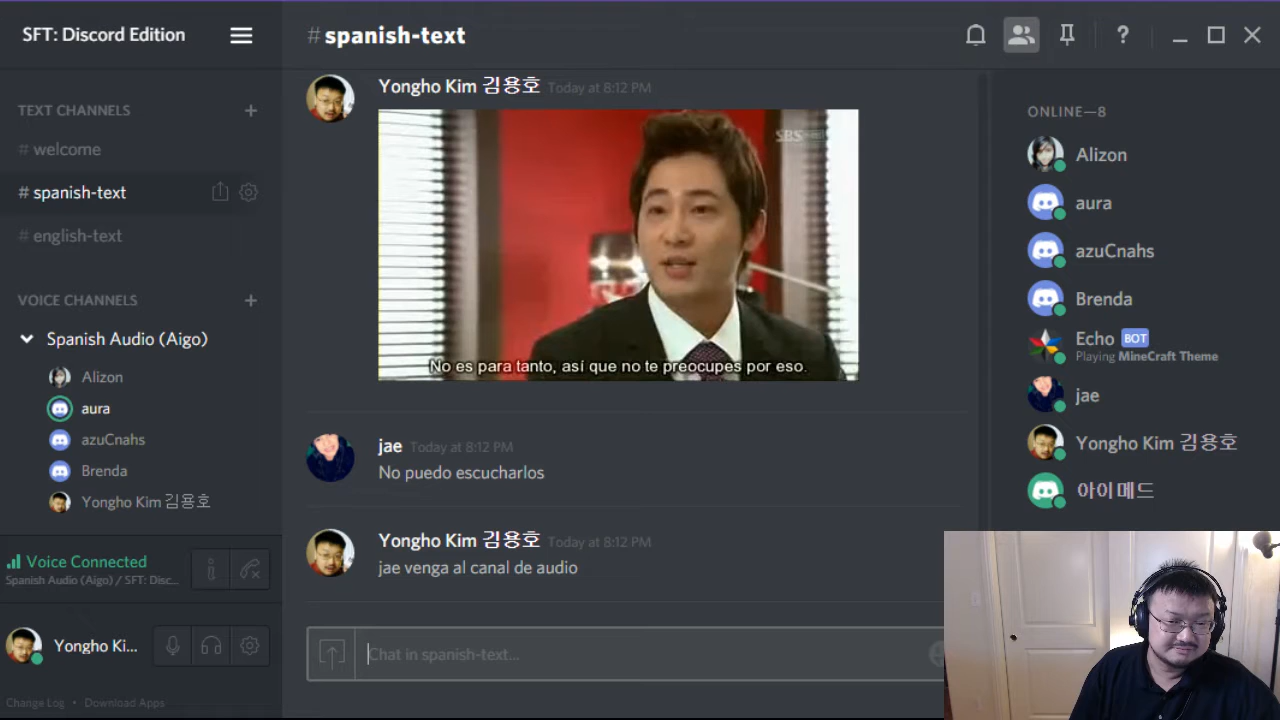 SFT: Discord Edition
TEXT CHANNELS
# welcome
# spanish-text
# english-text
VOICE CHANNELS
Spanish Audio (Aigo)
Alizon
aura
azuCnahs
Brenda
Yongho Kim 김용호
Voice Connected
Spanish Audio (Aigo) / SFT: Disc...
Yongho Ki...
Change Log • Download Apps
#spanish-text
Yongho Kim 김용호 Today at 8:12 PM
SBS
No es para tanto, así que no te preocupes por eso.
jae Today at 8:12 PM
No puedo escucharlos
Yongho Kim 김용호 Today at 8:12 PM
jae venga al canal de audio
Chat in spanish-text...
ONLINE—8
Alizon
aura
azuCnahs
Brenda
Echo BOT
Playing MineCraft Theme
jae
Yongho Kim 김용호
아이메드